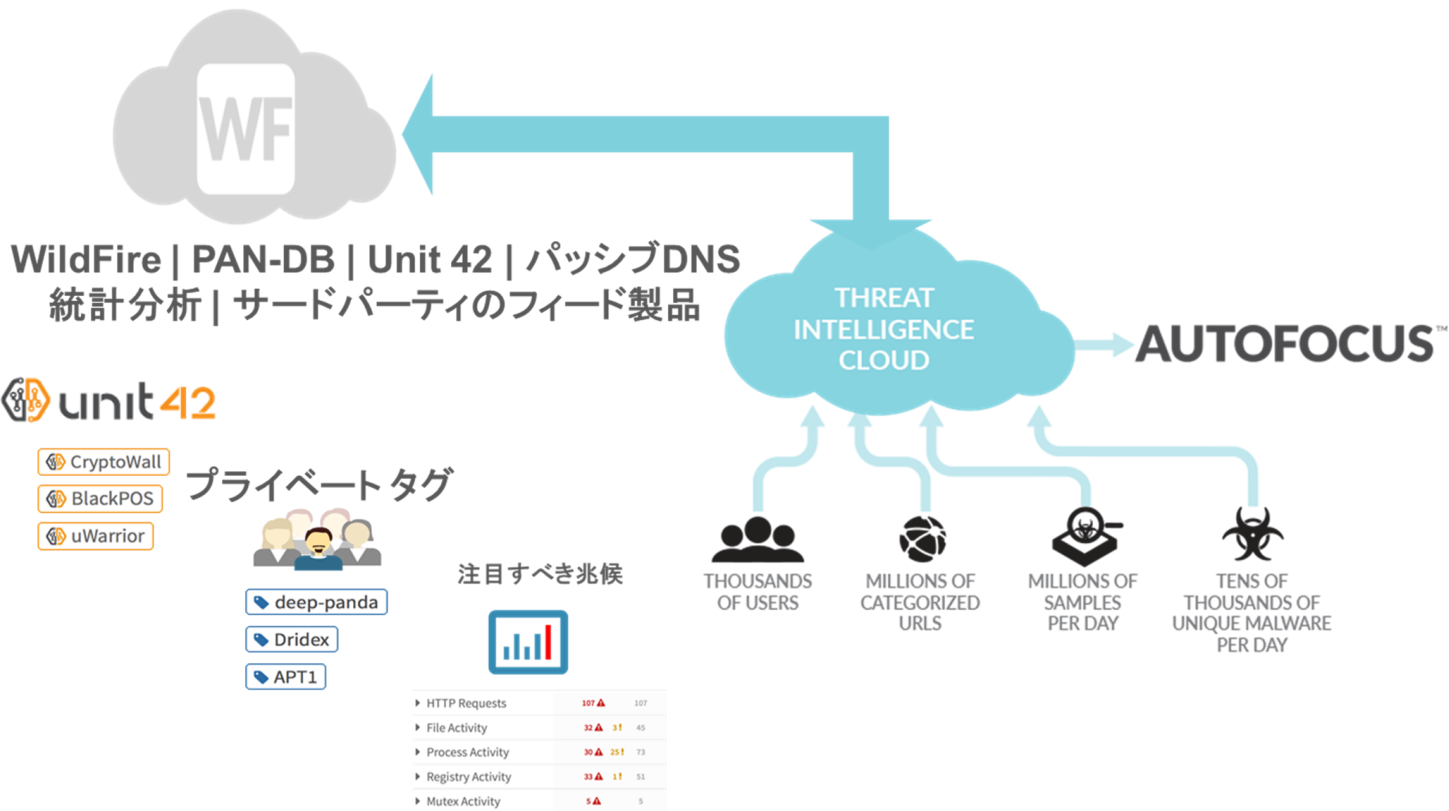 WF
WildFire | PAN-DB | Unit 42 | パッシブDNS
統計分析 | サードパーティのフィード製品
THREAT
INTELLIGENCE
CLOUD
AUTOFOCUS™
unit 42
CryptoWall
BlackPOS
uWarrior
プライベート タグ
deep-panda
Dridex
APT1
注目すべき兆候
HTTP Requests 107 107
File Activity 32 3 45
Process Activity 30 25 73
Registry Activity 33 1 51
Mutex Activity 5 5
THOUSANDS
OF USERS
MILLIONS OF
CATEGORIZED
URLS
MILLIONS OF
SAMPLES
PER DAY
TENS OF
THOUSANDS OF
UNIQUE MALWARE
PER DAY